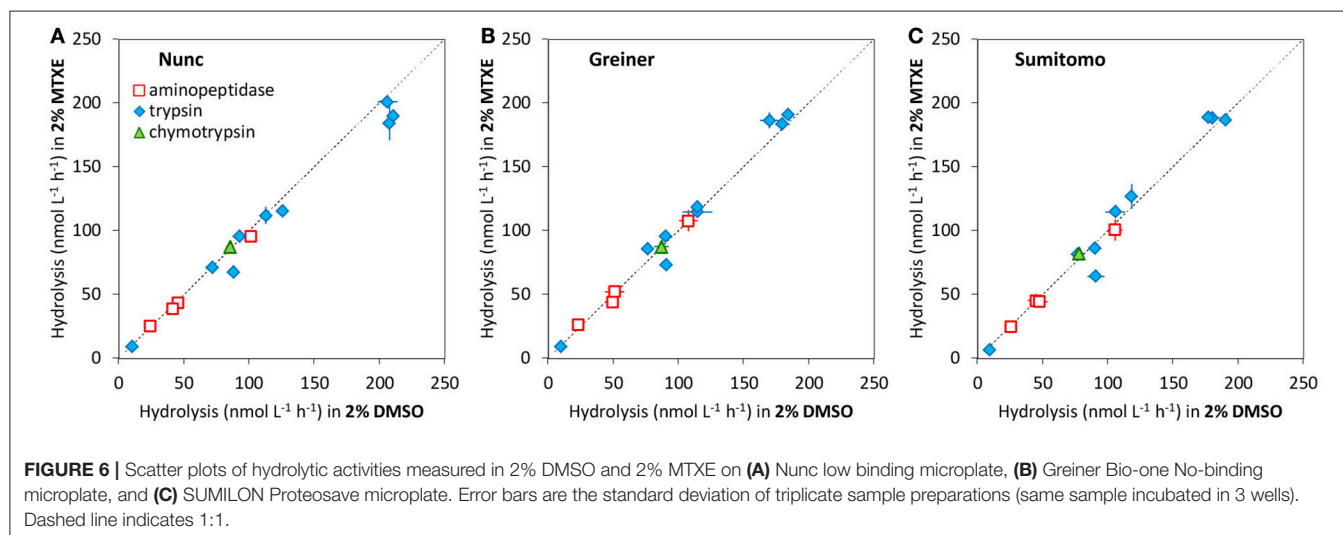 A
250
200
150
100
50
0
0 50 100 150 200 250
Nunc
aminopeptidase
trypsin
chymotrypsin
Hydrolysis (nmol L⁻¹ h⁻¹) in 2% MTXE
Hydrolysis (nmol L⁻¹ h⁻¹) in 2% DMSO
B
250
200
150
100
50
0
0 50 100 150 200 250
Greiner
Hydrolysis (nmol L⁻¹ h⁻¹) in 2% MTXE
Hydrolysis (nmol L⁻¹ h⁻¹) in 2% DMSO
C
250
200
150
100
50
0
0 50 100 150 200 250
Sumitomo
Hydrolysis (nmol L⁻¹ h⁻¹) in 2% MTXE
Hydrolysis (nmol L⁻¹ h⁻¹) in 2% DMSO
FIGURE 6 | Scatter plots of hydrolytic activities measured in 2% DMSO and 2% MTXE on (A) Nunc low binding microplate, (B) Greiner Bio-one No-binding
microplate, and (C) SUMILON Proteosave microplate. Error bars are the standard deviation of triplicate sample preparations (same sample incubated in 3 wells).
Dashed line indicates 1:1.